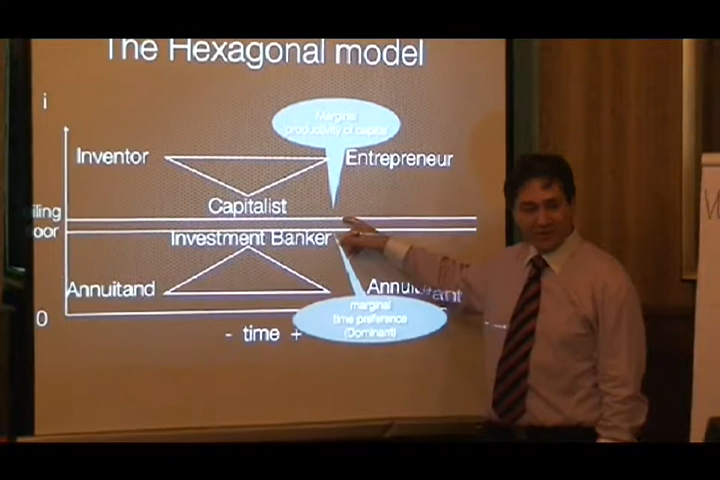 The Hexagonal model
i
Marginal
productivity of capital
Inventor
Entrepreneur
Capitalist
iling
oor
Investment Banker
Annuitand
Annuitant
marginal
time preference
(Dominant)
0
- time +